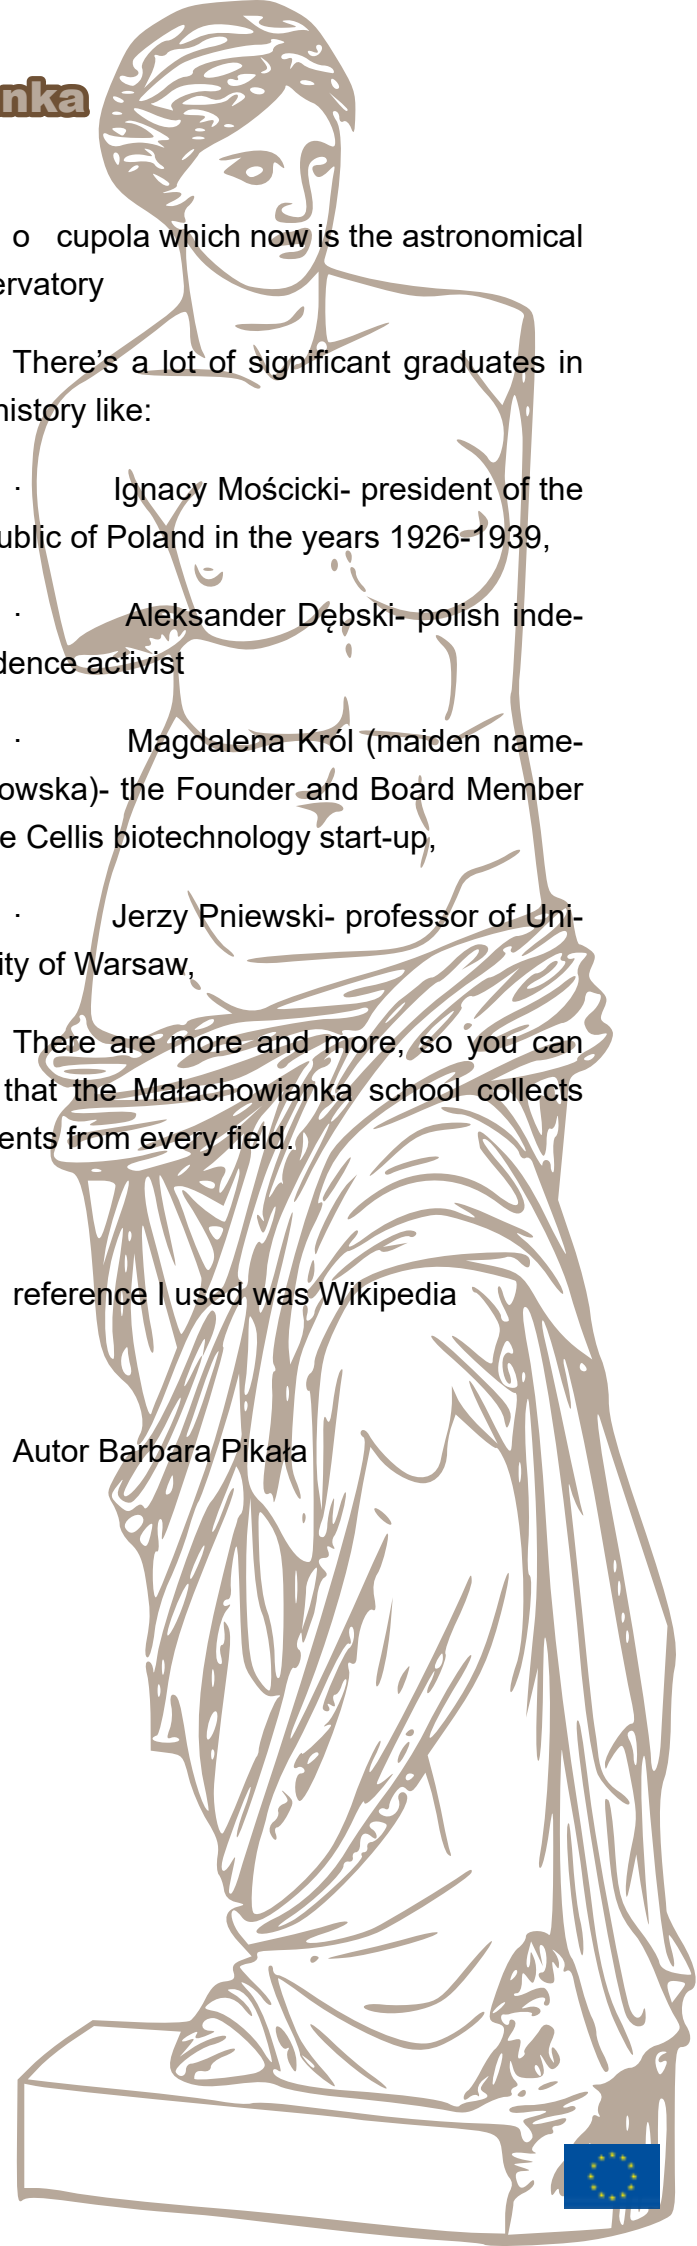 nka
o cupola which now is the astronomical
ervatory
There’s a lot of significant graduates in
history like:
· Ignacy Mościcki- president of the
ublic of Poland in the years 1926-1939,
· Aleksander Dębski- polish inde-
dence activist
· Magdalena Król (maiden name-
owska)- the Founder and Board Member
e Cellis biotechnology start-up,
· Jerzy Pniewski- professor of Uni-
ity of Warsaw,
There are more and more, so you can
that the Małachowianka school collects
ents from every field.
reference I used was Wikipedia
Autor Barbara Pikała